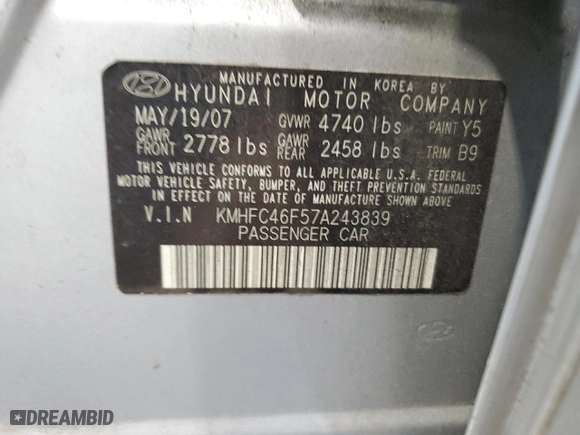 MANUFACTURED IN KOREA BY
HYUNDAI MOTOR COMPANY
MAY/19/07 GVWR 4740 lbs PAINT Y5
GAWR FRONT 2778 lbs GAWR REAR 2458 lbs TRIM B9
THIS VEHICLE CONFORMS TO ALL APPLICABLE U.S.A. FEDERAL
MOTOR VEHICLE SAFETY, BUMPER, AND THEFT PREVENTION STANDARDS
IN EFFECT ON THE DATE OF MANUFACTURE SHOWN ABOVE.
V.I.N KMHFC46F57A243839
PASSENGER CAR
DREAMBID